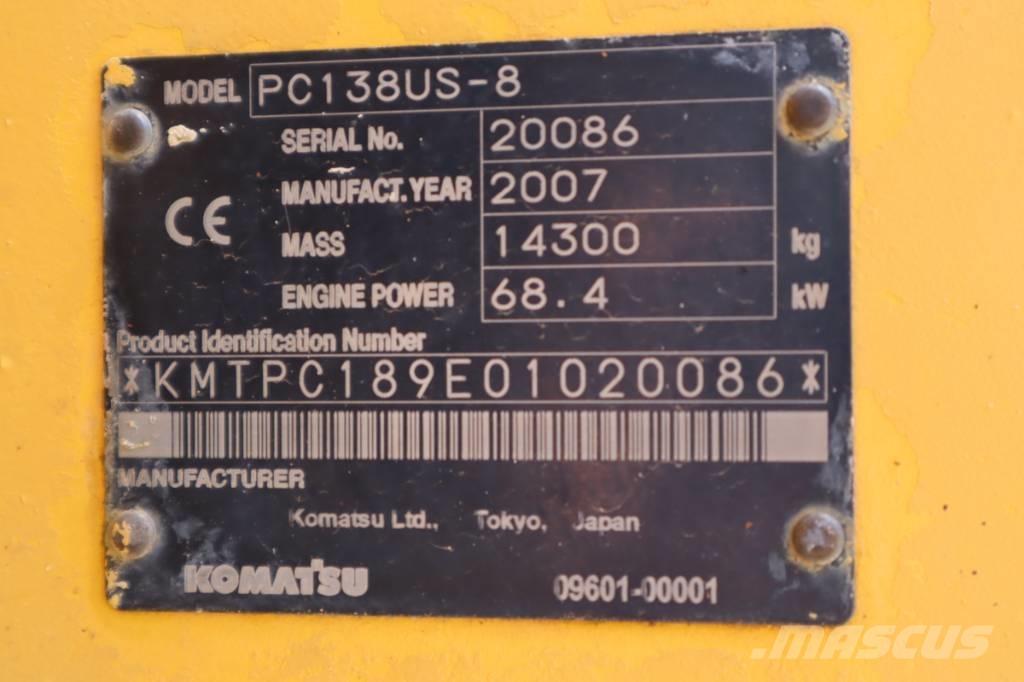 MODEL PC138US-8
SERIAL No. 20086
MANUFACT.YEAR 2007
CE
MASS 14300 kg
ENGINE POWER 68.4 kW
Product Identification Number
*KMTPC189E01020086*
MANUFACTURER
Komatsu Ltd., Tokyo, Japan
KOMATSU 09601-00001
.MASCUS